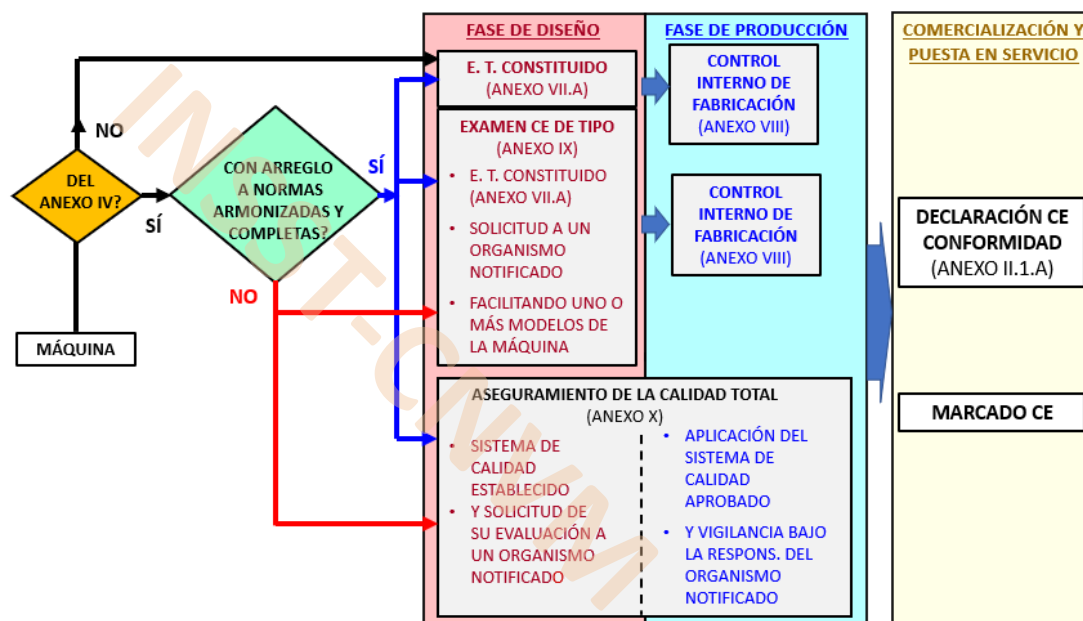 FASE DE DISEÑO
FASE DE PRODUCCIÓN
COMERCIALIZACIÓN Y
PUESTA EN SERVICIO
E. T. CONSTITUIDO
(ANEXO VII.A)
CONTROL
INTERNO DE
FABRICACIÓN
(ANEXO VIII)
NO
DEL
ANEXO IV?
SÍ
CON ARREGLO
A NORMAS
ARMONIZADAS Y
COMPLETAS?
SÍ
NO
MÁQUINA
EXAMEN CE DE TIPO
(ANEXO IX)
• E. T. CONSTITUIDO
(ANEXO VII.A)
• SOLICITUD A UN
ORGANISMO
NOTIFICADO
• FACILITANDO UNO O
MÁS MODELOS DE
LA MÁQUINA
CONTROL
INTERNO DE
FABRICACIÓN
(ANEXO VIII)
ASEGURAMIENTO DE LA CALIDAD TOTAL
(ANEXO X)
• SISTEMA DE
CALIDAD
ESTABLECIDO
• Y SOLICITUD DE
SU EVALUACIÓN A
UN ORGANISMO
NOTIFICADO
• APLICACIÓN DEL
SISTEMA DE
CALIDAD
APROBADO
• Y VIGILANCIA BAJO
LA RESPONS. DEL
ORGANISMO
NOTIFICADO
DECLARACIÓN CE
CONFORMIDAD
(ANEXO II.1.A)
MARCADO CE
INSST-CNVM